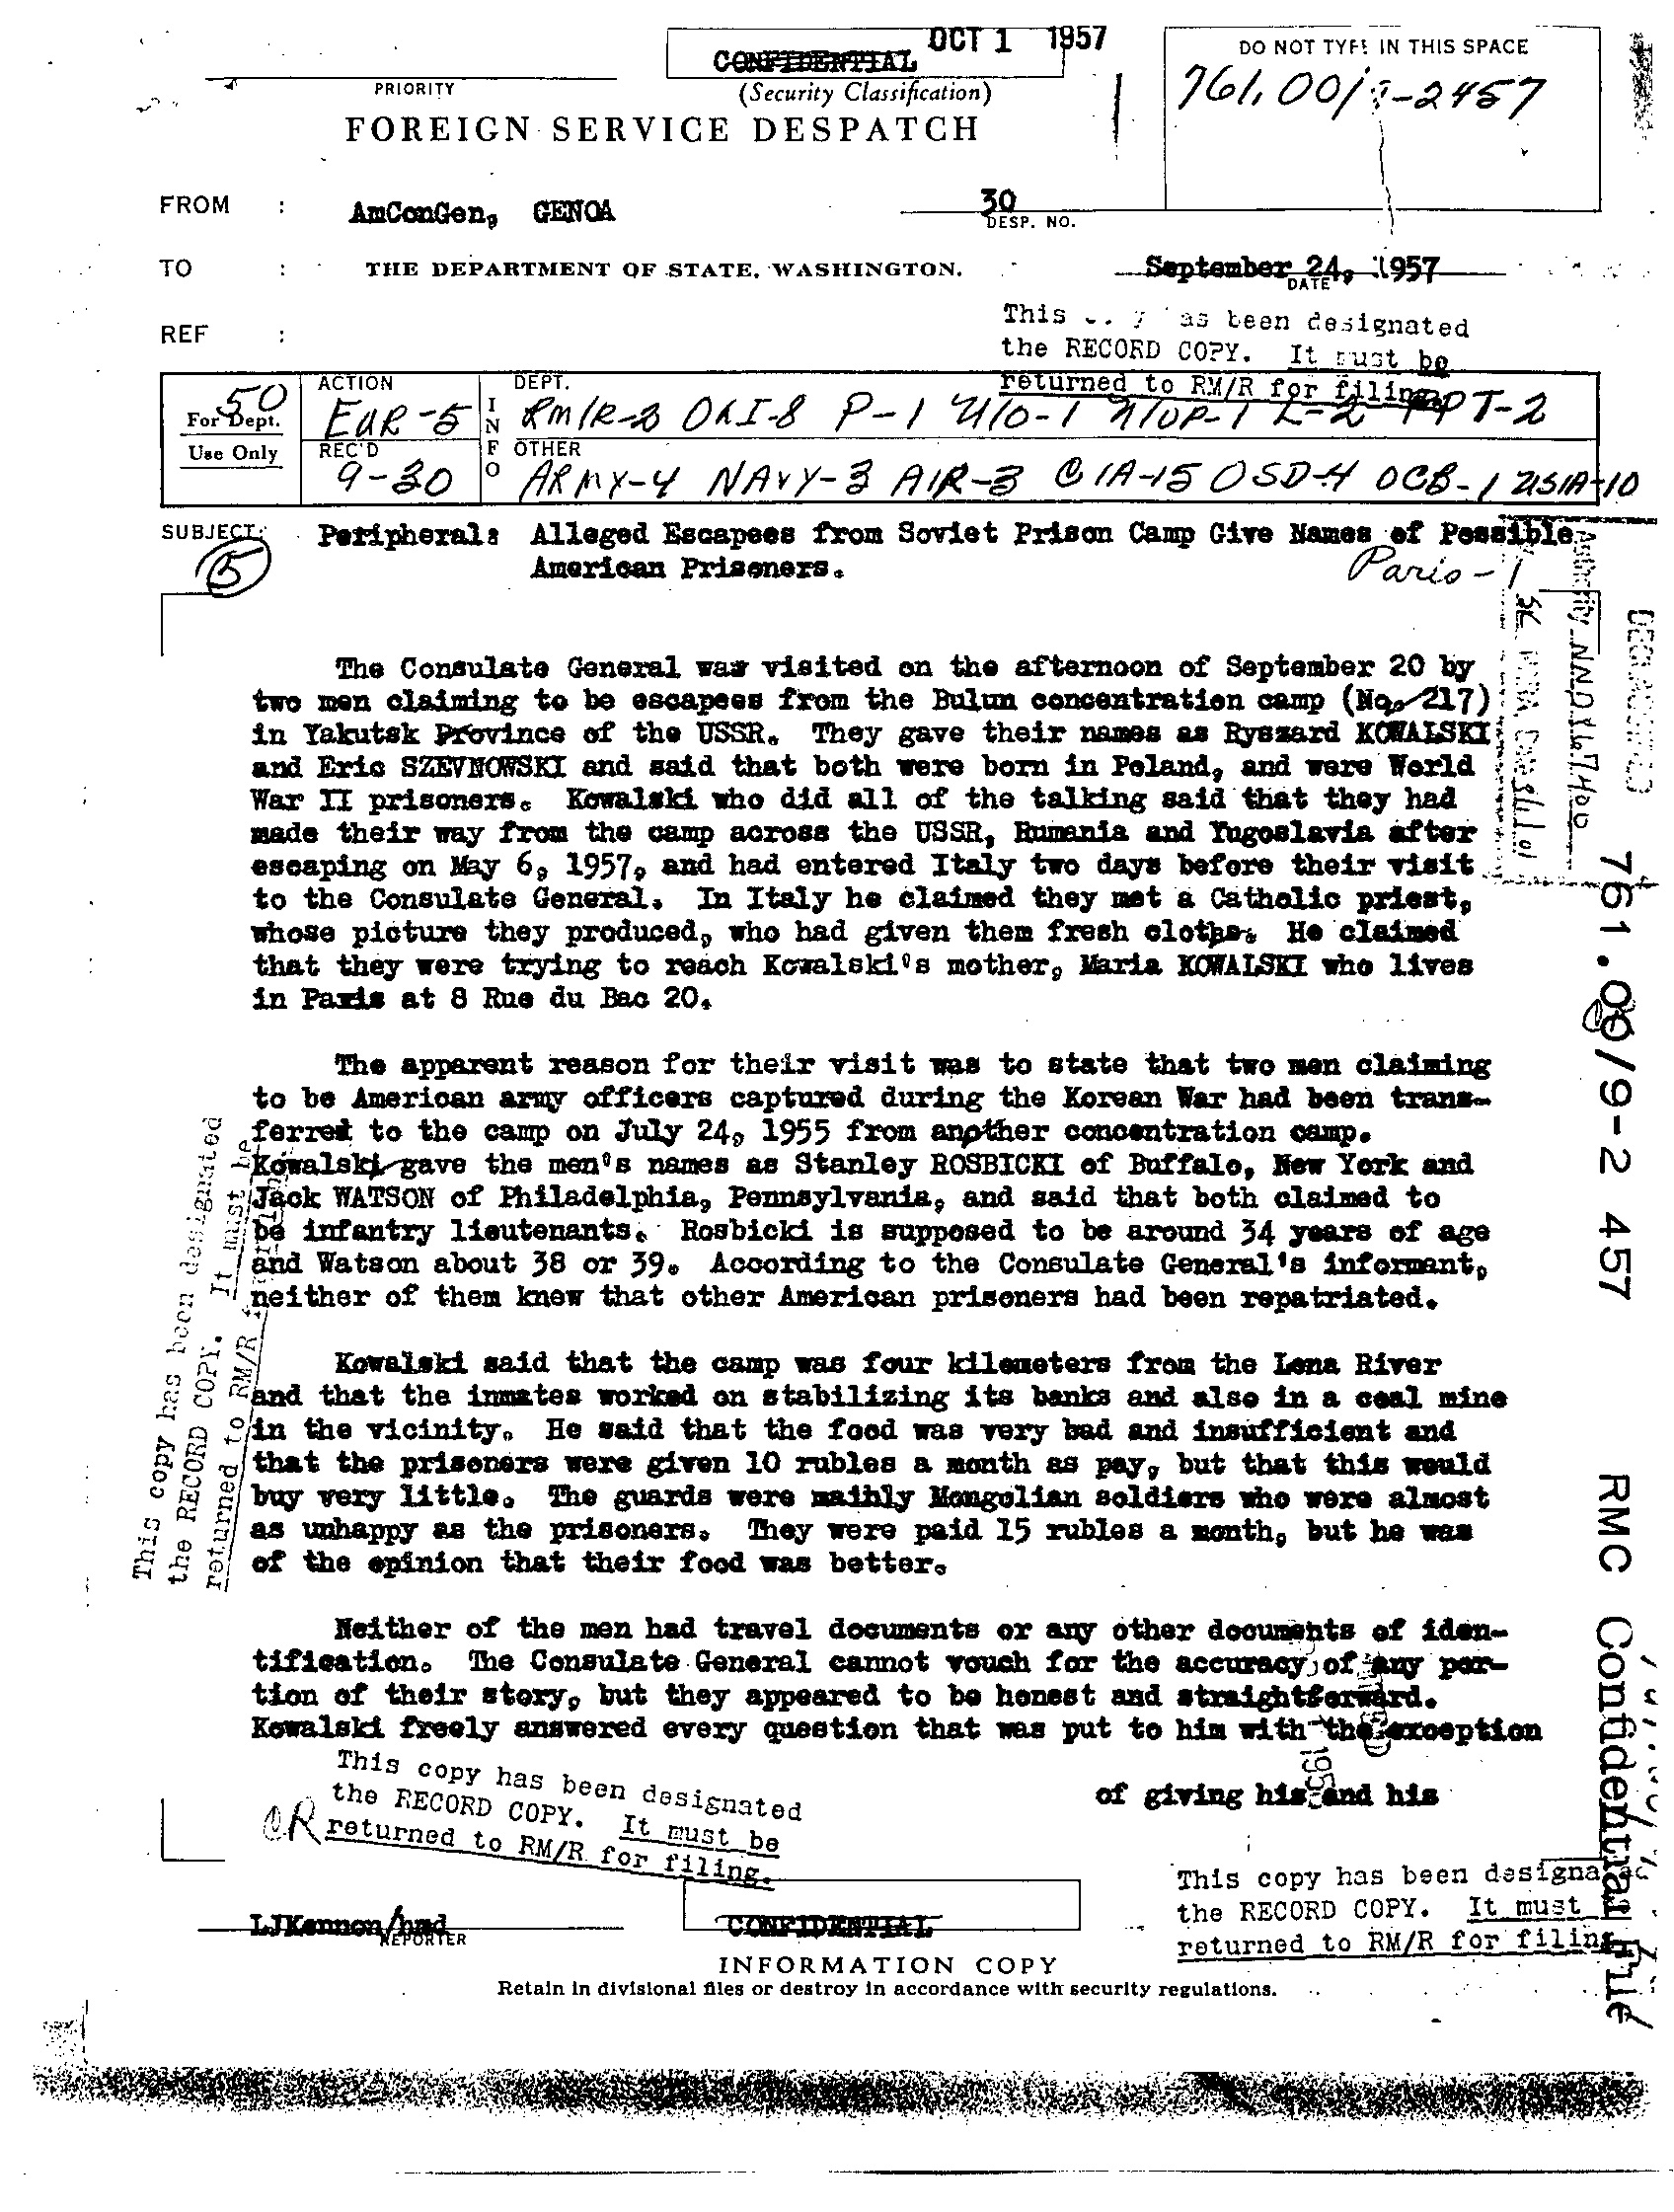 OCT 1 1957
CONFIDENTIAL
(Security Classification)
DO NOT TYPE IN THIS SPACE
761.00/9-2457
PRIORITY
FOREIGN SERVICE DESPATCH
FROM : AmConGen, GENOA
30
DESP. NO.
TO : THE DEPARTMENT OF STATE, WASHINGTON.
September 24, 1957
DATE
REF :
This as been designated
the RECORD COPY. It must be
returned to RM/R for filing.
50
For Dept.
Use Only
ACTION
EUR-5
REC'D
9-30
INFO
DEPT.
RM/R-2 OLI-8 P-1 U/O-1 L-2 PPT-2
OTHER
ARMY-4 NAVY-3 AIR-3 CIA-15 OSD-4 OCB-1 USIA-10
SUBJECT: Peripheral: Alleged Escapees from Soviet Prison Camp Give Names of Possible
American Prisoners.
Paris-1
5
The Consulate General was visited on the afternoon of September 20 by
two men claiming to be escapees from the Bulun concentration camp (No. 217)
in Yakutsk Province of the USSR. They gave their names as Ryszard KOWALSKI
and Eric SZEVNOWSKI and said that both were born in Poland, and were World
War II prisoners. Kowalski who did all of the talking said that they had
made their way from the camp across the USSR, Rumania and Yugoslavia after
escaping on May 6, 1957, and had entered Italy two days before their visit
to the Consulate General. In Italy he claimed they met a Catholic priest,
whose picture they produced, who had given them fresh clothes. He claimed
that they were trying to reach Kowalski's mother, Maria KOWALSKI who lives
in Paris at 8 Rue du Bac 20.
The apparent reason for their visit was to state that two men claiming
to be American army officers captured during the Korean War had been trans-
ferred to the camp on July 24, 1955 from another concentration camp.
Kowalski gave the men's names as Stanley ROSBICKI of Buffalo, New York and
Jack WATSON of Philadelphia, Pennsylvania, and said that both claimed to
be infantry lieutenants. Rosbicki is supposed to be around 34 years of age
and Watson about 38 or 39. According to the Consulate General's informant,
neither of them knew that other American prisoners had been repatriated.
Kowalski said that the camp was four kilometers from the Lena River
and that the inmates worked on stabilizing its banks and also in a coal mine
in the vicinity. He said that the food was very bad and insufficient and
that the prisoners were given 10 rubles a month as pay, but that this would
buy very little. The guards were mainly Mongolian soldiers who were almost
as unhappy as the prisoners. They were paid 15 rubles a month, but he was
of the opinion that their food was better.
Neither of the men had travel documents or any other documents of iden-
tification. The Consulate General cannot vouch for the accuracy of any por-
tion of their story, but they appeared to be honest and straightforward.
Kowalski freely answered every question that was put to him with the exception
of giving his and his
This copy has been designated
the RECORD COPY. It must be
returned to RM/R
This copy has been designated
the RECORD COPY. It must be
returned to RM/R for filing.
LJKennon/hmd
REPORTER
CONFIDENTIAL
INFORMATION COPY
Retain in divisional files or destroy in accordance with security regulations.
This copy has been designa
the RECORD COPY. It must be
returned to RM/R for filing
DECLASSIFIED
Authority NND
761.00/9-2457
RMC
Confidential File